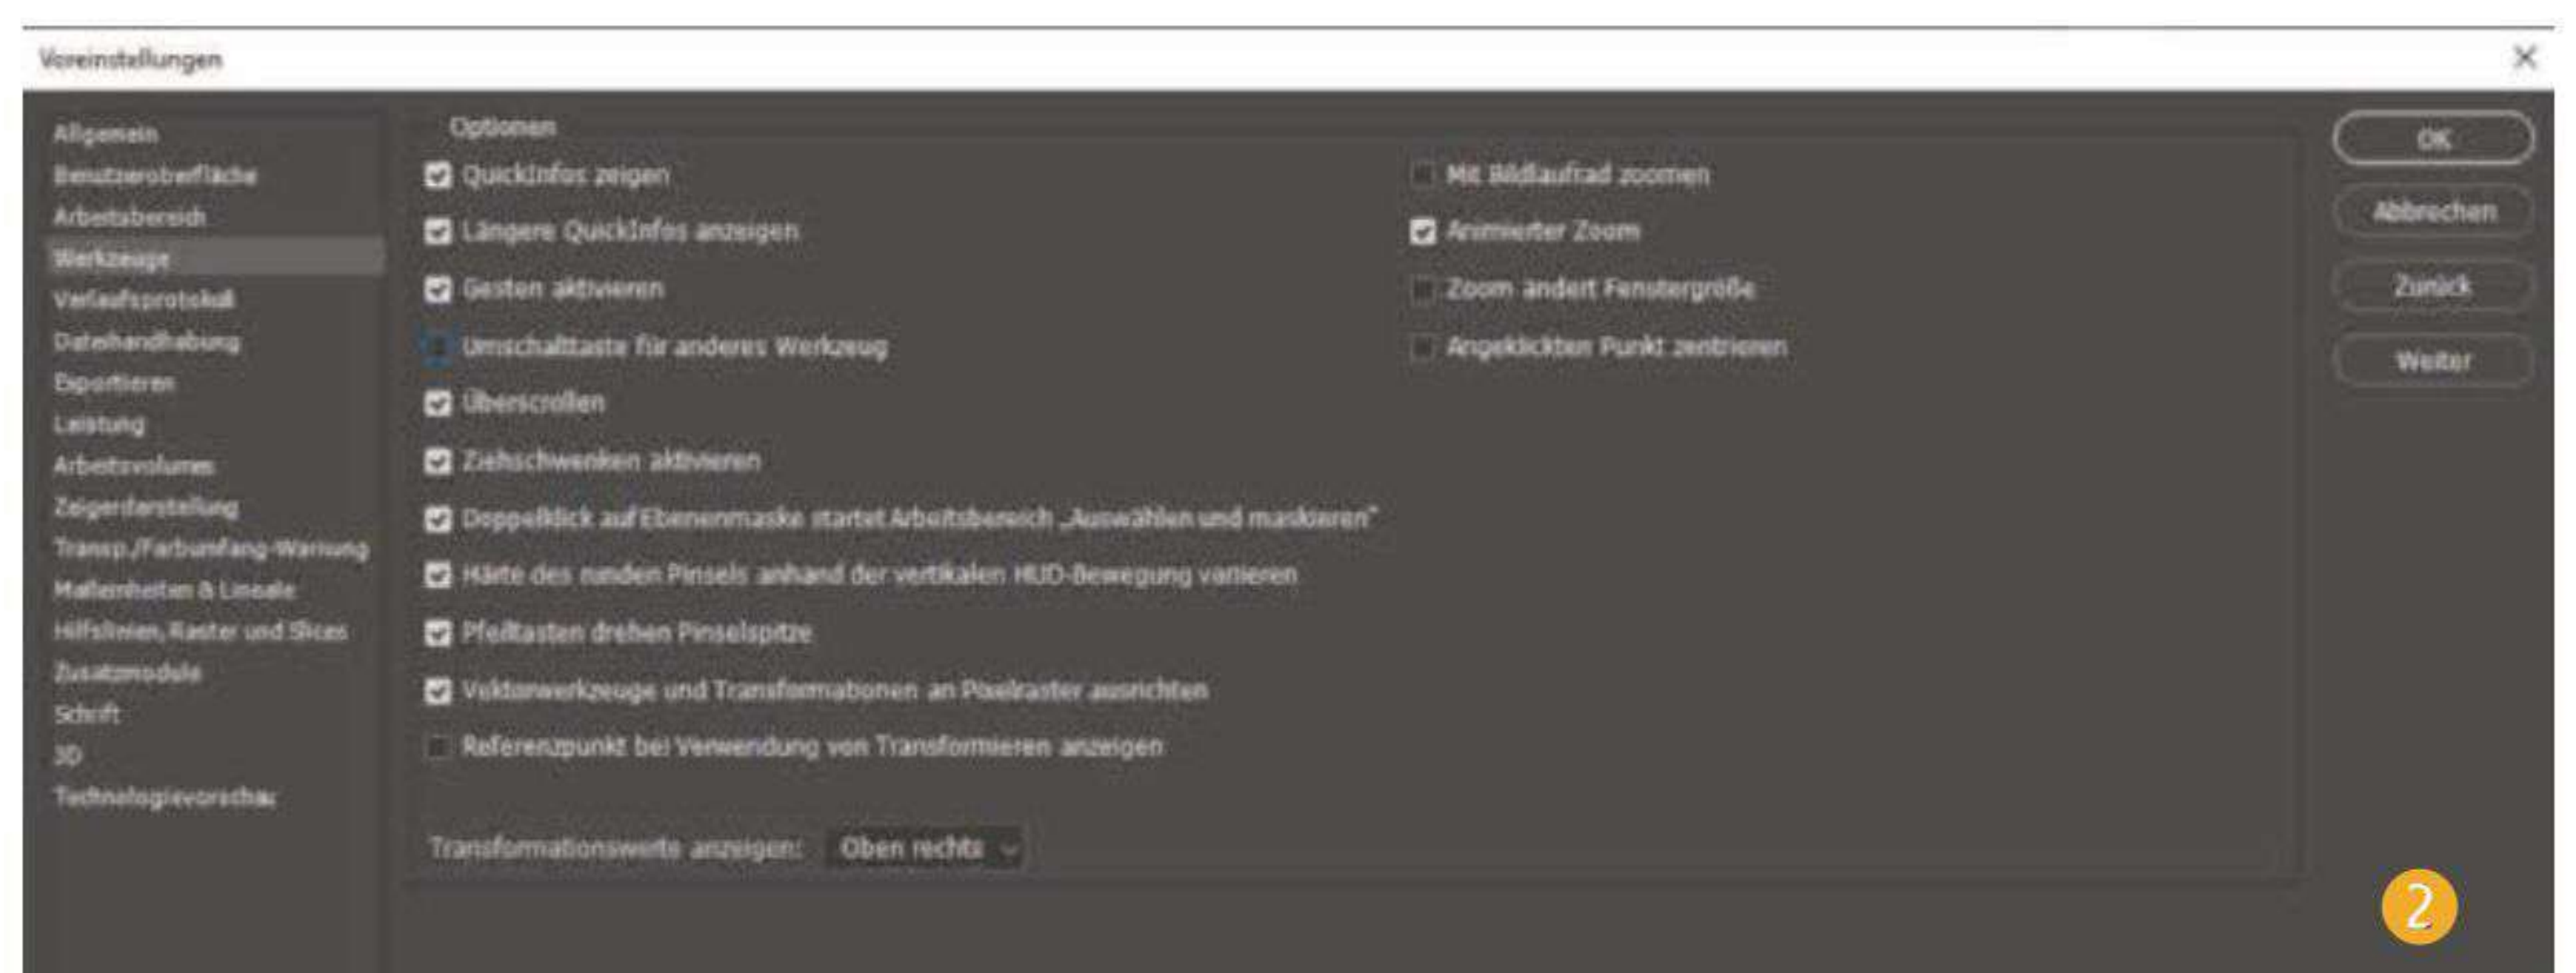 Voreinstellungen
Allgemein
Benutzeroberfläche
Arbeitsbereich
Werkzeuge
Verlaufsprotokoll
Dateihandhabung
Exportieren
Leistung
Arbeitsvolumes
Zeigerdarstellung
Transp./Farbumfang-Warnung
Maßeinheiten & Lineale
Hilfslinien, Raster und Slices
Zusatzmodule
Schrift
3D
Technologievorschau
Optionen
QuickInfos zeigen
Längere QuickInfos anzeigen
Gesten aktivieren
Umschalttaste für anderes Werkzeug
Überscrollen
Ziehschwenken aktivieren
Doppelklick auf Ebenenmaske startet Arbeitsbereich „Auswählen und maskieren"
Härte des runden Pinsels anhand der vertikalen HUD-Bewegung variieren
Pfeiltasten drehen Pinselspitze
Vektorwerkzeuge und Transformationen an Pixelraster ausrichten
Referenzpunkt bei Verwendung von Transformieren anzeigen
Transformationswerte anzeigen: Oben rechts
Mit Bildlaufrad zoomen
Animierter Zoom
Zoom ändert Fenstergröße
Angeklickten Punkt zentrieren
OK
Abbrechen
Zurück
Weiter
2